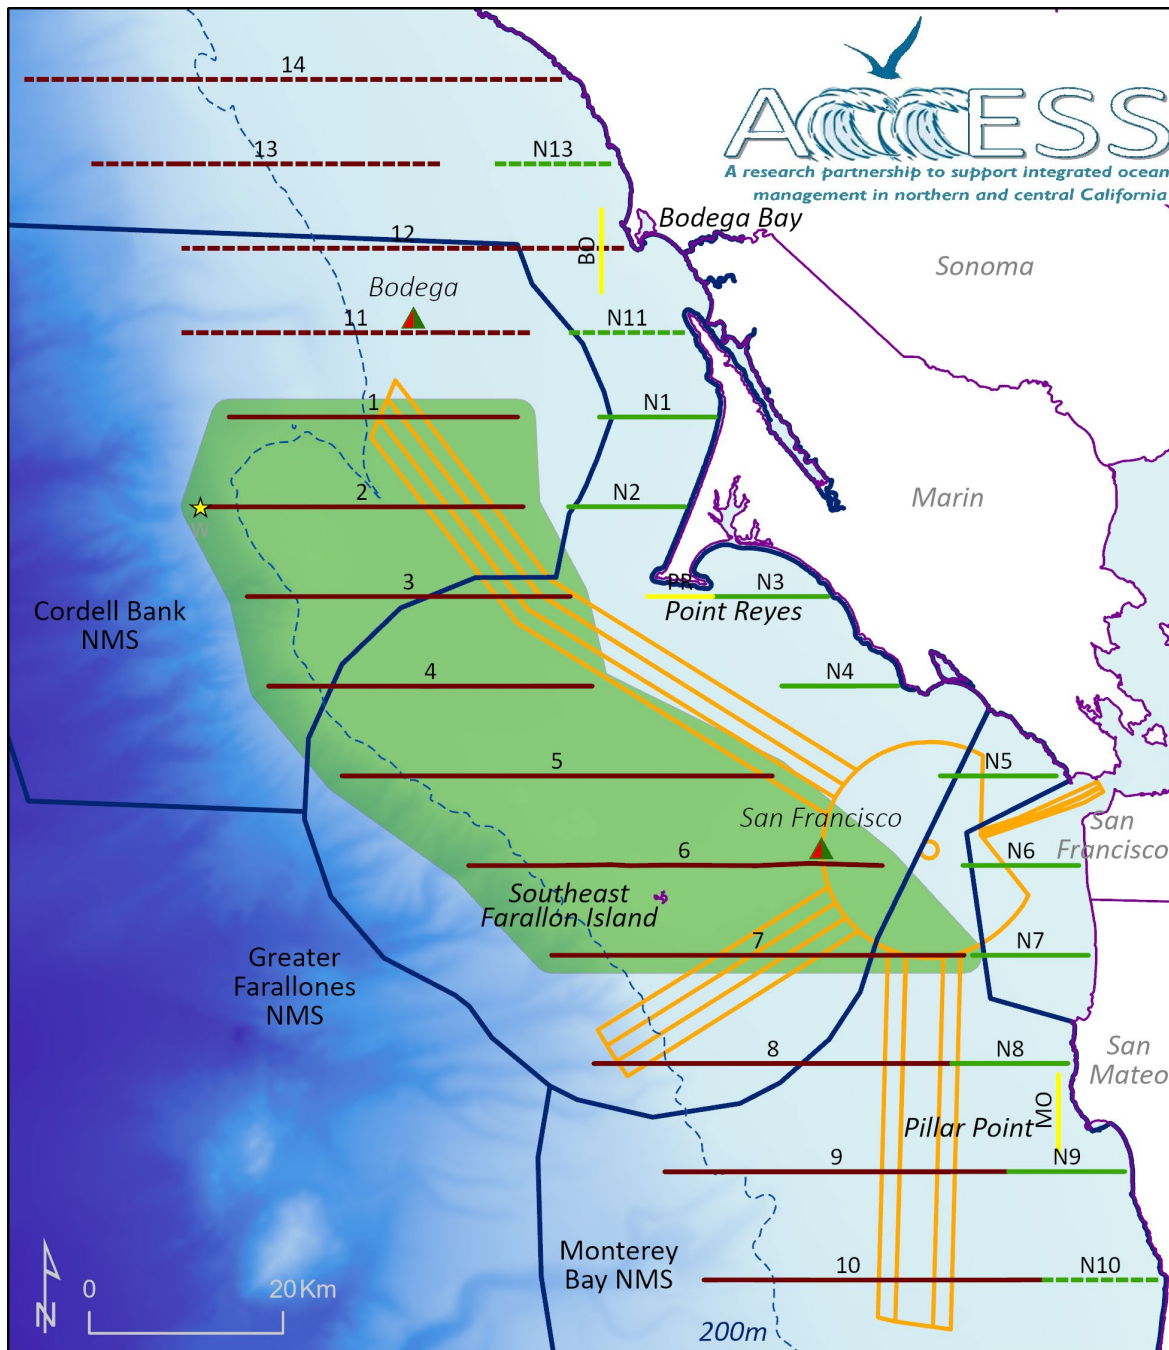 14
ACCESS
A research partnership to support integrated ocean
management in northern and central California
13
N13
Bodega Bay
12
BO
Sonoma
Bodega
11
N11
1
N1
2
N2
W
Marin
3
PR
N3
Point Reyes
Cordell Bank
NMS
4
N4
5
N5
San Francisco
San
Francisco
6
N6
Southeast
Farallon Island
7
N7
Greater
Farallones
NMS
8
N8
San
Mateo
MO
Pillar Point
9
N9
Monterey
Bay NMS
10
N10
0
20 Km
N
200m